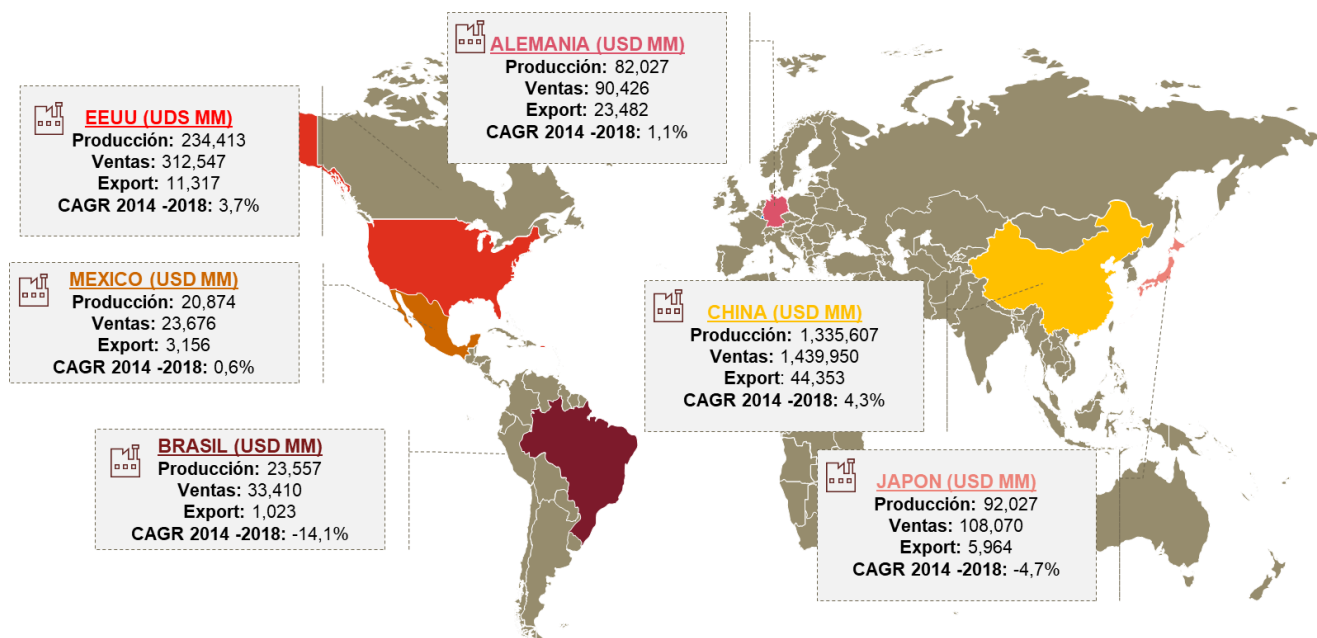 ALEMANIA (USD MM)
Producción: 82,027
Ventas: 90,426
Export: 23,482
CAGR 2014 -2018: 1,1%
EEUU (UDS MM)
Producción: 234,413
Ventas: 312,547
Export: 11,317
CAGR 2014 -2018: 3,7%
MEXICO (USD MM)
Producción: 20,874
Ventas: 23,676
Export: 3,156
CAGR 2014 -2018: 0,6%
CHINA (USD MM)
Producción: 1,335,607
Ventas: 1,439,950
Export: 44,353
CAGR 2014 -2018: 4,3%
BRASIL (USD MM)
Producción: 23,557
Ventas: 33,410
Export: 1,023
CAGR 2014 -2018: -14,1%
JAPON (USD MM)
Producción: 92,027
Ventas: 108,070
Export: 5,964
CAGR 2014 -2018: -4,7%